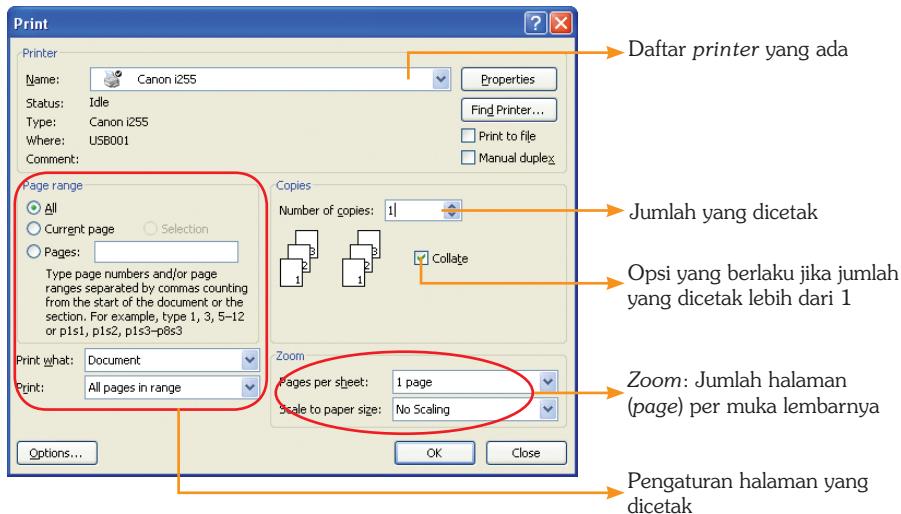 Print
Printer
Name: Canon i255 Properties
Status: Idle Find Printer...
Type: Canon i255
Where: USB001 Print to file
Comment: Manual duplex
Page range
All
Current page Selection
Pages:
Type page numbers and/or page
ranges separated by commas counting
from the start of the document or the
section. For example, type 1, 3, 5–12
or p1s1, p1s2, p1s3–p8s3
Print what: Document
Print: All pages in range
Copies
Number of copies: 1
3 3
2 2
1 1
Collate
Zoom
Pages per sheet: 1 page
Scale to paper size: No Scaling
Options... OK Close
Daftar printer yang ada
Jumlah yang dicetak
Opsi yang berlaku jika jumlah
yang dicetak lebih dari 1
Zoom: Jumlah halaman
(page) per muka lembarnya
Pengaturan halaman yang
dicetak